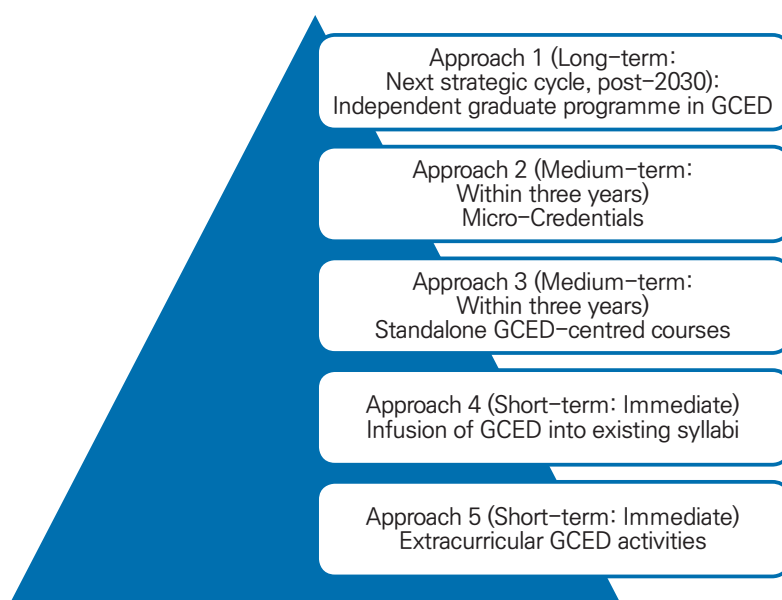 Approach 1 (Long-term:
Next strategic cycle, post-2030):
Independent graduate programme in GCED
Approach 2 (Medium-term:
Within three years)
Micro-Credentials
Approach 3 (Medium-term:
Within three years)
Standalone GCED-centred courses
Approach 4 (Short-term: Immediate)
Infusion of GCED into existing syllabi
Approach 5 (Short-term: Immediate)
Extracurricular GCED activities